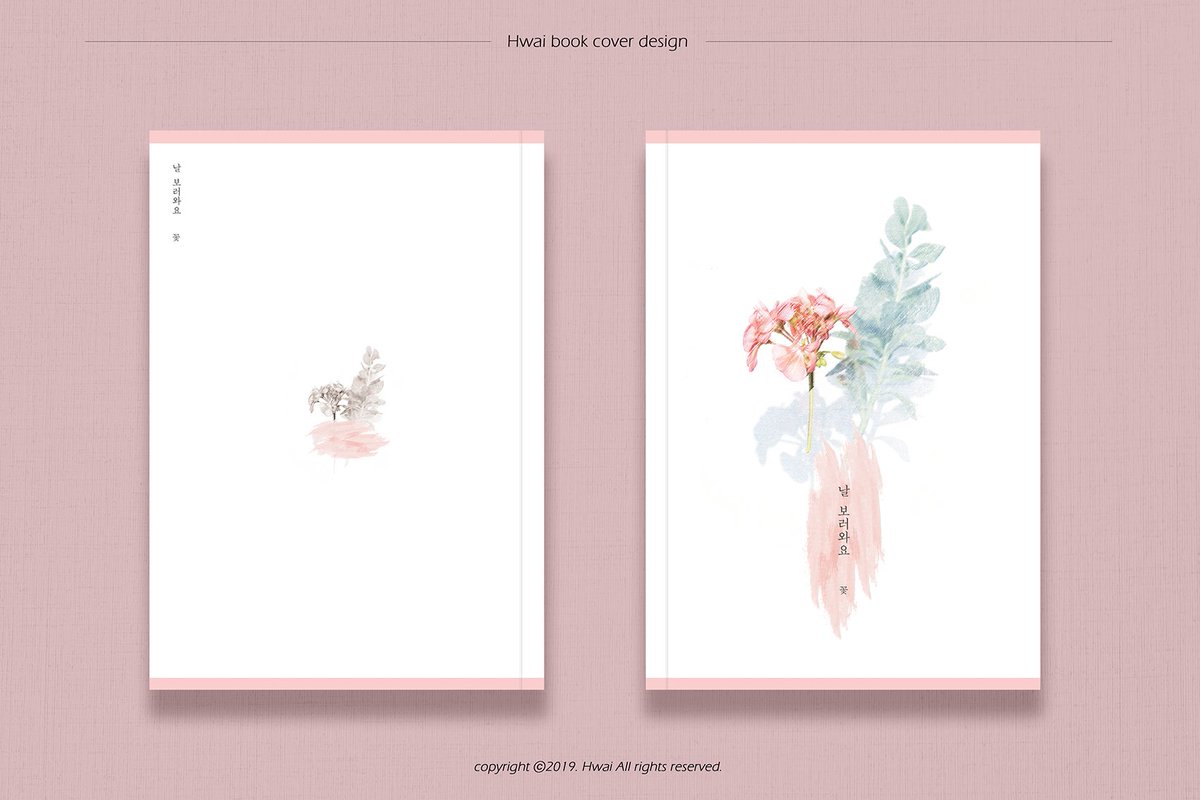 Hwai book cover design
날 보러와요
꽃
날 보러와요
꽃
copyright ©2019. Hwai All rights reserved.